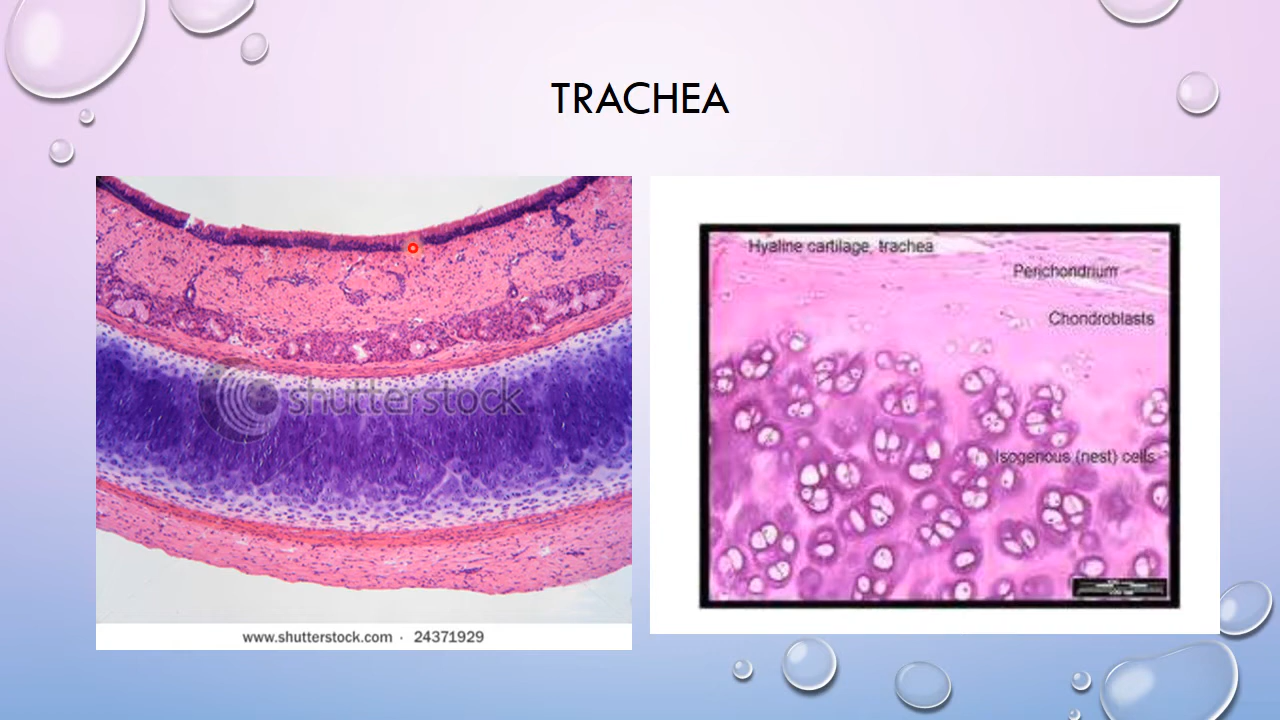 TRACHEA
shutterstock
www.shutterstock.com · 24371929
Hyaline cartilage, trachea
Perichondrium
Chondroblasts
Isogenous (nest) cells